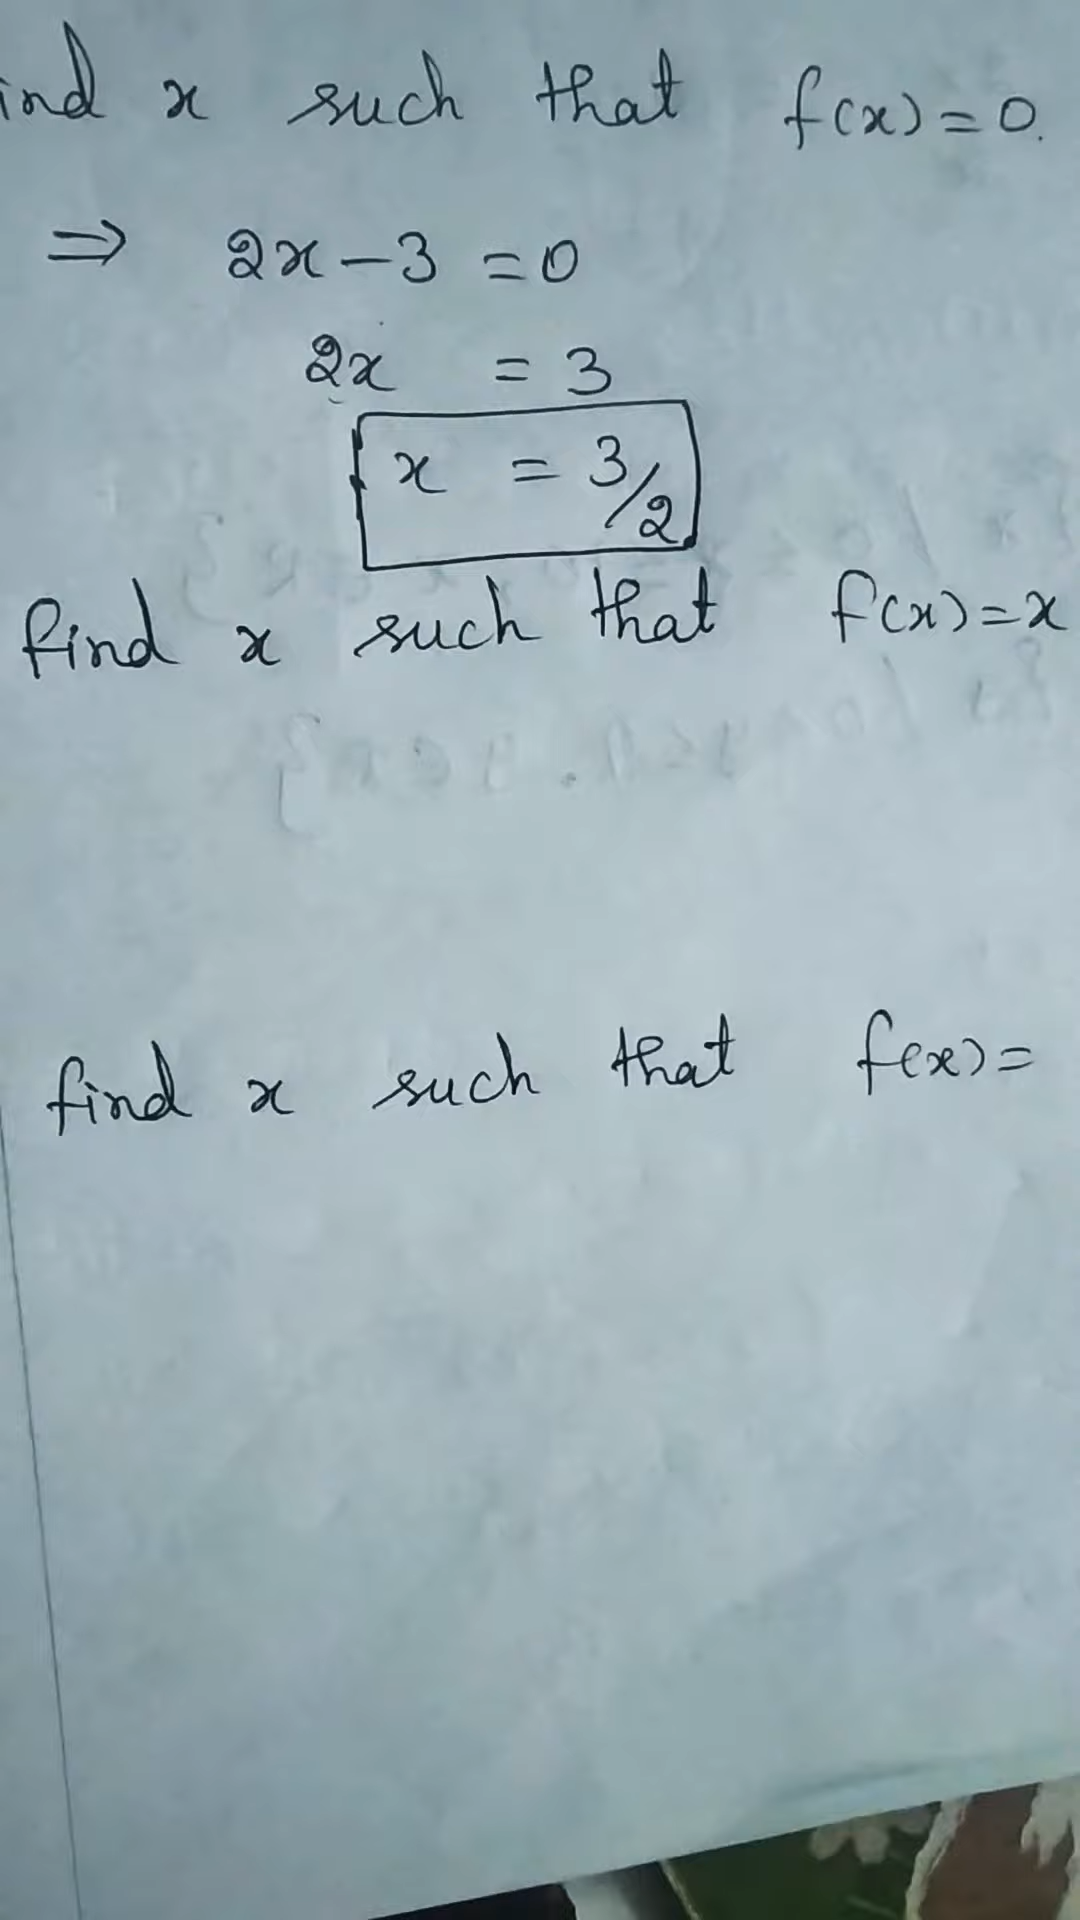 ind x such that f(x)=0.
⇒ 2x-3 =0
2x = 3
x = 3/2
find x such that f(x)=x
find x such that f(x)=